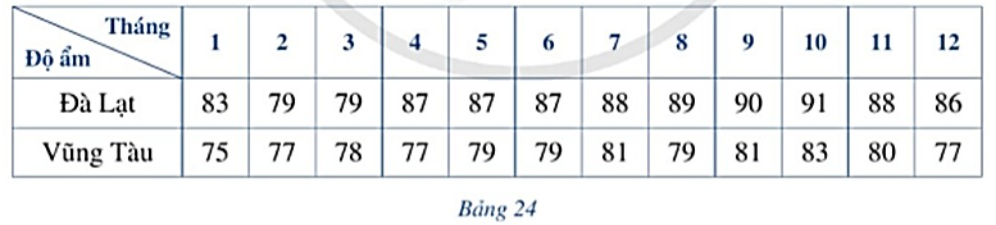 Tháng
Độ ẩm
1 2 3 4 5 6 7 8 9 10 11 12
Đà Lạt 83 79 79 87 87 87 88 89 90 91 88 86
Vũng Tàu 75 77 78 77 79 79 81 79 81 83 80 77
Bảng 24